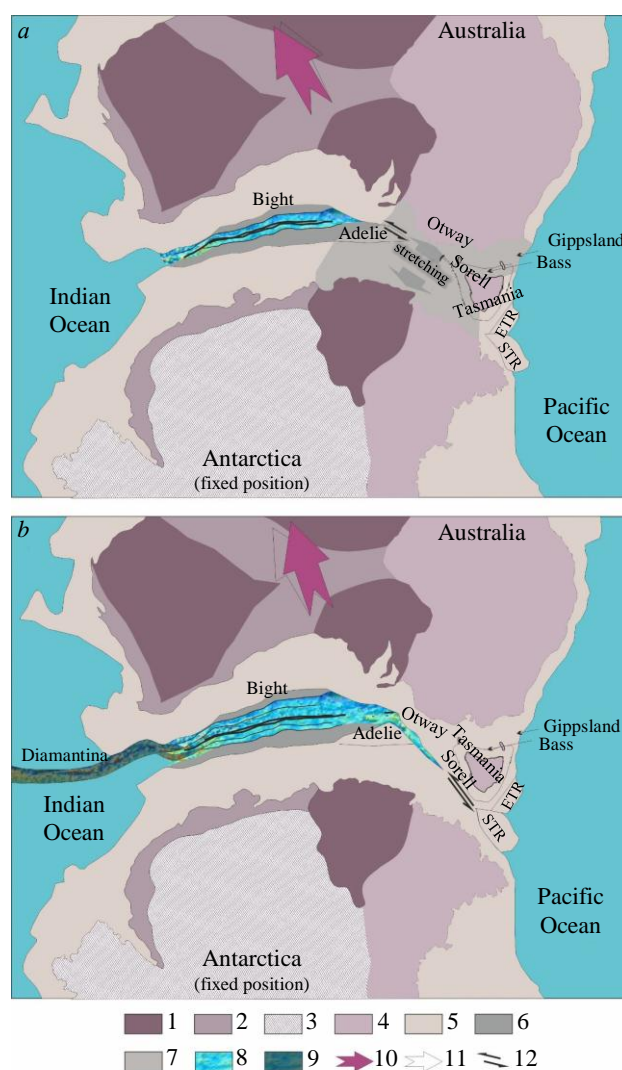 a
Australia
Bight
Adelie
Otway
stretching
Sorell
Gippsland
Bass
Tasmania
ETR
STR
Indian
Ocean
Pacific
Ocean
Antarctica
(fixed position)
b
Australia
Bight
Adelie
Otway
Tasmania
Gippsland
Bass
Diamantina
Sorell
ETR
STR
Indian
Ocean
Pacific
Ocean
Antarctica
(fixed position)
1 2 3 4 5 6
7 8 9 10 11 12